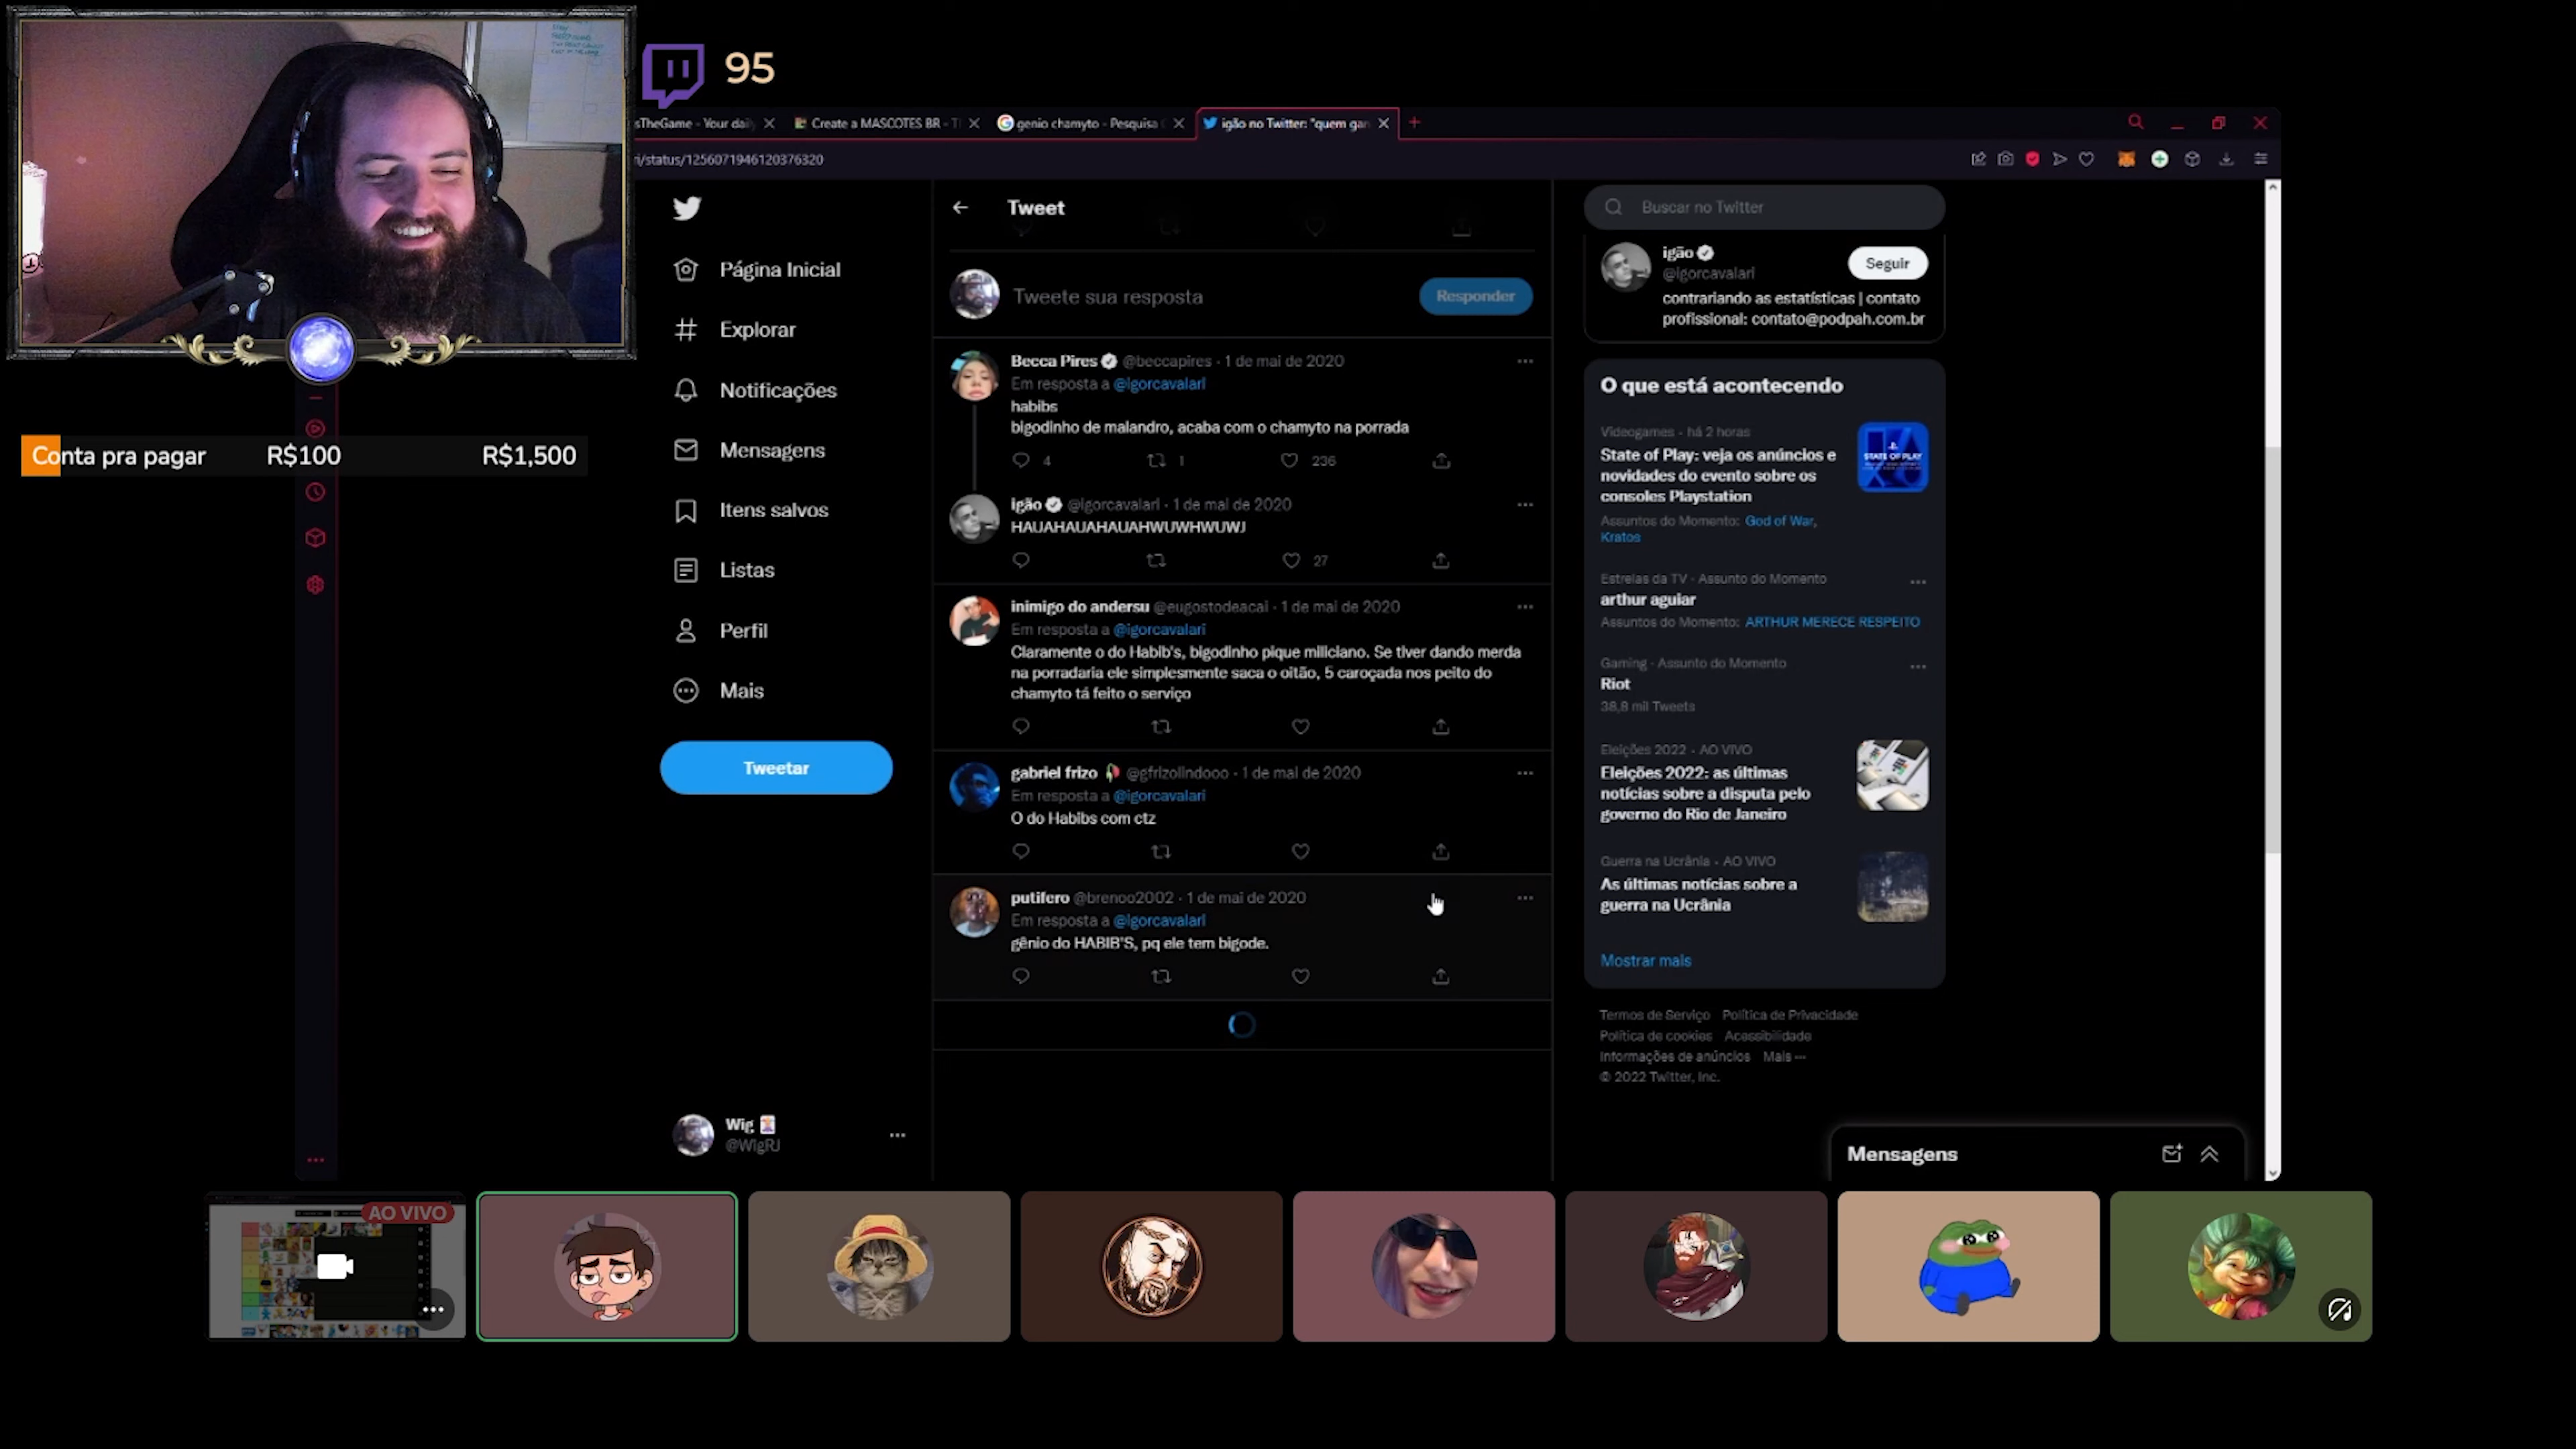 95
sTheGame - Your daily
Create a MASCOTES BR - T
genio chamyto - Pesquisa
igão no Twitter: "quem gan
ri/status/1256071946120376320
Conta pra pagar R$100 R$1,500
Página Inicial
Explorar
Notificações
Mensagens
Itens salvos
Listas
Perfil
Mais
Tweetar
Wig
@WigRJ
Tweet
Tweete sua resposta
Responder
Becca Pires @beccapires · 1 de mai de 2020
Em resposta a @igorcavalari
habibs
bigodinho de malandro, acaba com o chamyto na porrada
4 1 236
igão @igorcavalari · 1 de mai de 2020
HAUAHAUAHAUAHWUWHWUWJ
27
inimigo do andersu @eugostodeacai · 1 de mai de 2020
Em resposta a @igorcavalari
Claramente o do Habib's, bigodinho pique miliciano. Se tiver dando merda
na porradaria ele simplesmente saca o oitão, 5 caroçada nos peito do
chamyto tá feito o serviço
gabriel frizo @gfrizolindooo · 1 de mai de 2020
Em resposta a @igorcavalari
O do Habibs com ctz
putifero @brenoo2002 · 1 de mai de 2020
Em resposta a @igorcavalari
gênio do HABIB'S, pq ele tem bigode.
Buscar no Twitter
igão
@igorcavalari
Seguir
contrariando as estatísticas | contato
profissional: contato@podpah.com.br
O que está acontecendo
Videogames · há 2 horas
State of Play: veja os anúncios e
novidades do evento sobre os
consoles Playstation
STATE OF PLAY
Assuntos do Momento: God of War,
Kratos
Estrelas da TV · Assunto do Momento
arthur aguiar
Assuntos do Momento: ARTHUR MERECE RESPEITO
Gaming · Assunto do Momento
Riot
38,8 mil Tweets
Eleições 2022 · AO VIVO
Eleições 2022: as últimas
notícias sobre a disputa pelo
governo do Rio de Janeiro
Guerra na Ucrânia · AO VIVO
As últimas notícias sobre a
guerra na Ucrânia
Mostrar mais
Termos de Serviço Política de Privacidade
Política de cookies Acessibilidade
Informações de anúncios Mais ···
© 2022 Twitter, Inc.
Mensagens
AO VIVO